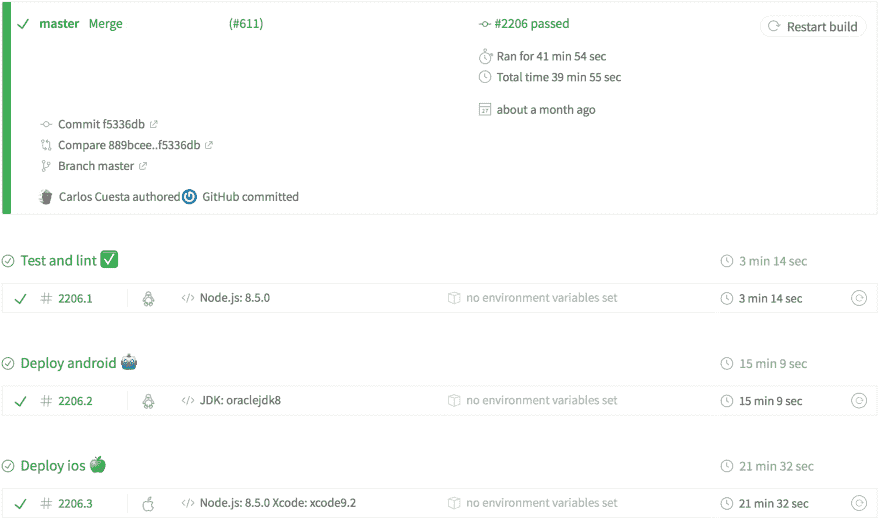 master Merge (#611)
#2206 passed
Restart build
Ran for 41 min 54 sec
Total time 39 min 55 sec
about a month ago
Commit f5336db
Compare 889bcee..f5336db
Branch master
Carlos Cuesta authored GitHub committed
Test and lint ✅ 3 min 14 sec
# 2206.1 </> Node.js: 8.5.0 no environment variables set 3 min 14 sec
Deploy android 15 min 9 sec
# 2206.2 </> JDK: oraclejdk8 no environment variables set 15 min 9 sec
Deploy ios 21 min 32 sec
# 2206.3 </> Node.js: 8.5.0 Xcode: xcode9.2 no environment variables set 21 min 32 sec